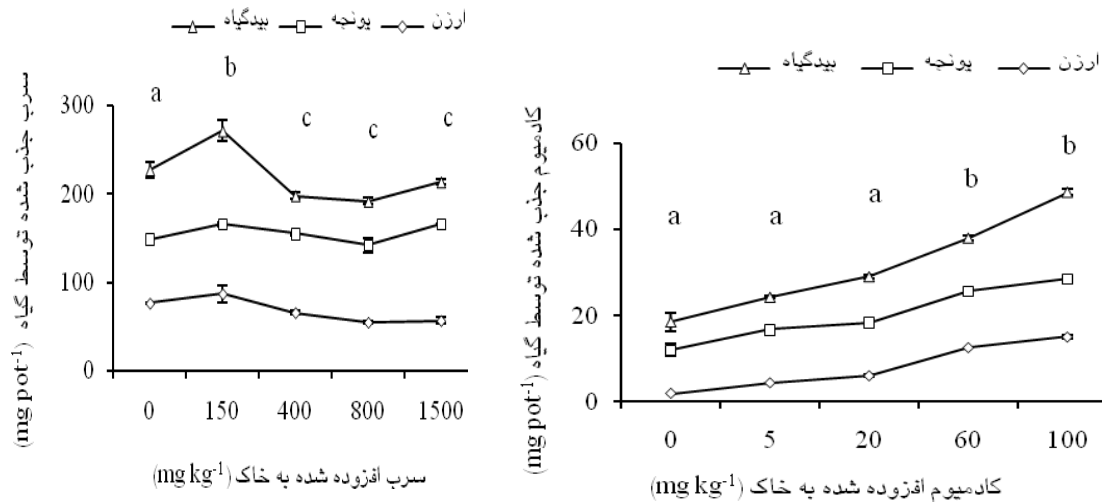 بیدگیاه یونجه ارزن
سرب جذب شده توسط گیاه (mg pot⁻¹)
300
200
100
0
a b c c c
0 150 400 800 1500
سرب افزوده شده به خاک (mg kg⁻¹)
بیدگیاه یونجه ارزن
کادمیوم جذب شده توسط گیاه (mg pot⁻¹)
60
40
20
0
a a a b b
0 5 20 60 100
کادمیوم افزوده شده به خاک (mg kg⁻¹)